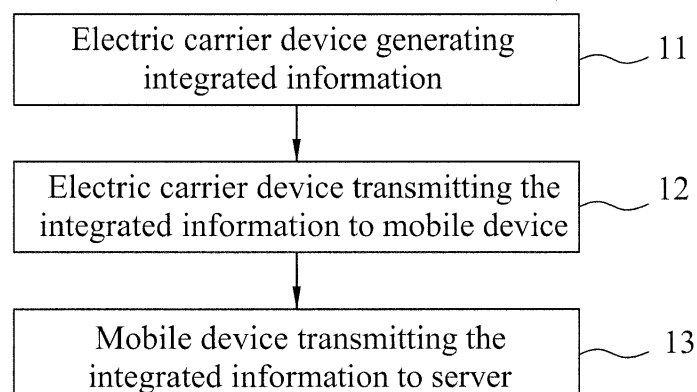 Electric carrier device generating
integrated information
11
Electric carrier device transmitting the
integrated information to mobile device
12
Mobile device transmitting the
integrated information to server
13